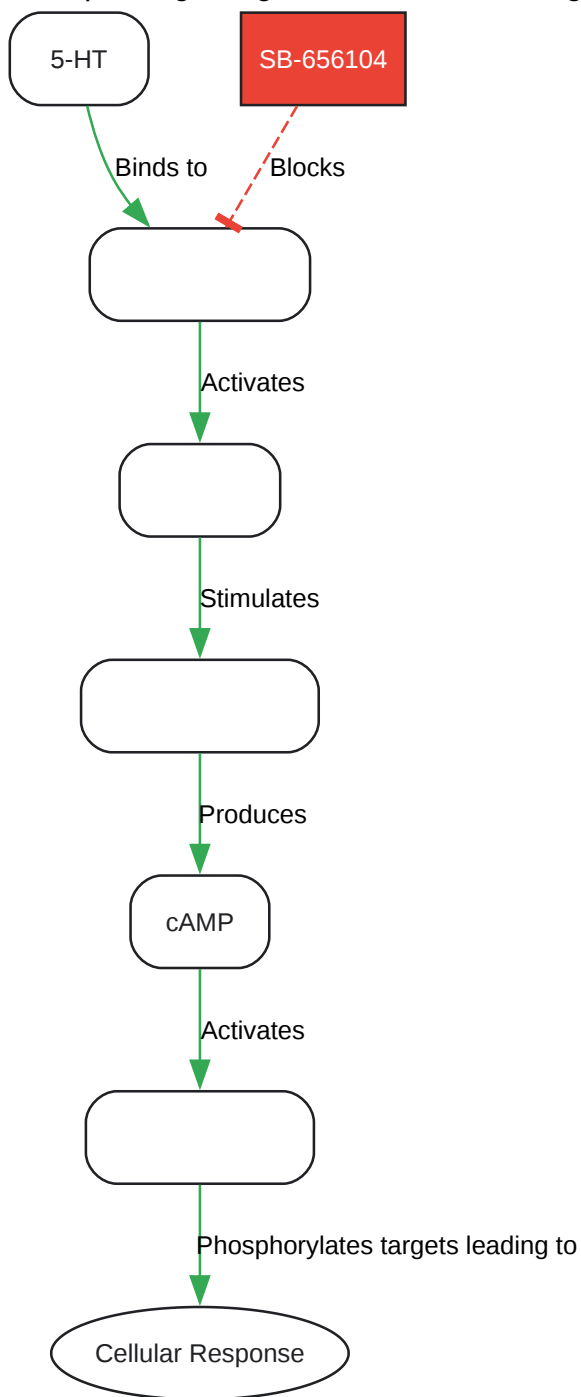 5-HT
SB-656104
Binds to
Blocks
Activates
Stimulates
Produces
cAMP
Activates
Phosphorylates targets leading to
Cellular Response